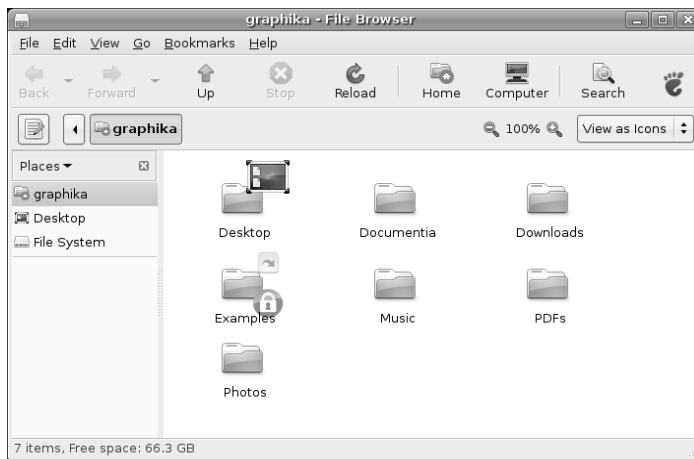 graphika - File Browser
File Edit View Go Bookmarks Help
Back Forward Up Stop Reload Home Computer Search
graphika 100% View as Icons
Places
graphika
Desktop
File System
Desktop Documentia Downloads
Examples Music PDFs
Photos
7 items, Free space: 66.3 GB